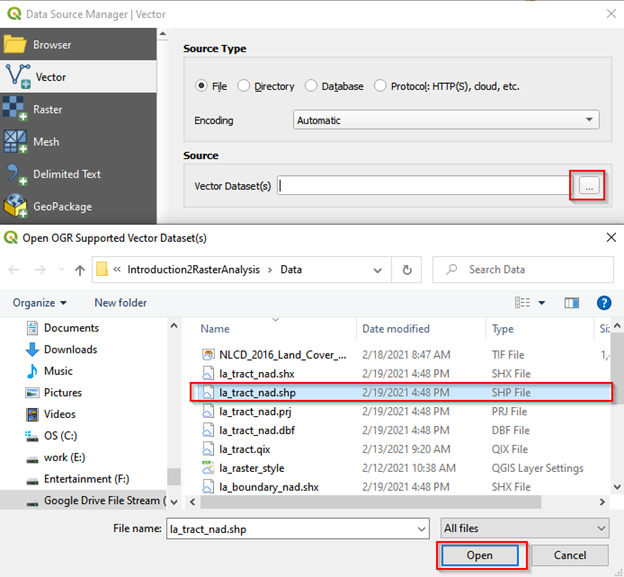 Data Source Manager | Vector
Browser
Vector
Raster
Mesh
Delimited Text
GeoPackage
Source Type
File Directory Database Protocol: HTTP(S), cloud, etc.
Encoding Automatic
Source
Vector Dataset(s) ...
Open OGR Supported Vector Dataset(s)
« Introduction2RasterAnalysis > Data Search Data
Organize New folder ?
Documents
Downloads
Music
Pictures
Videos
OS (C:)
work (E:)
Entertainment (F:)
Google Drive File Stream (
Name Date modified Type Si
NLCD_2016_Land_Cover_... 2/18/2021 8:47 AM TIF File 1,
la_tract_nad.shx 2/19/2021 4:48 PM SHX File
la_tract_nad.shp 2/19/2021 4:48 PM SHP File
la_tract_nad.prj 2/19/2021 4:48 PM PRJ File
la_tract_nad.dbf 2/19/2021 4:48 PM DBF File
la_tract.qix 2/13/2021 9:20 AM QIX File
la_raster_style 2/12/2021 10:38 AM QGIS Layer Settings
la_boundary_nad.shx 2/19/2021 4:48 PM SHX File
File name: la_tract_nad.shp All files
Open Cancel